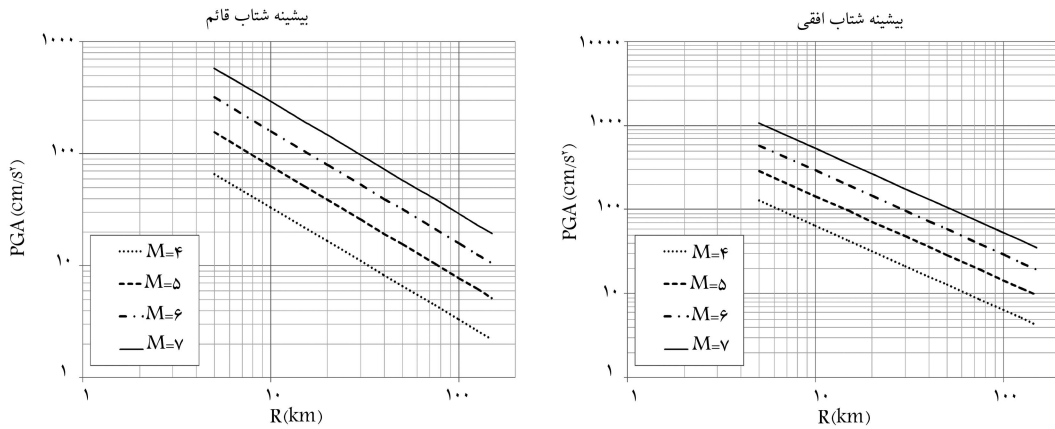 بیشینه شتاب قائم
۱۰۰۰
۱۰۰
۱۰
۱
PGA (cm/s۲)
M=۴
M=۵
M=۶
M=۷
۱ ۱۰ ۱۰۰
R(km)
بیشینه شتاب افقی
۱۰۰۰۰
۱۰۰۰
۱۰۰
۱۰
۱
PGA (cm/s۲)
M=۴
M=۵
M=۶
M=۷
۱ ۱۰ ۱۰۰
R(km)